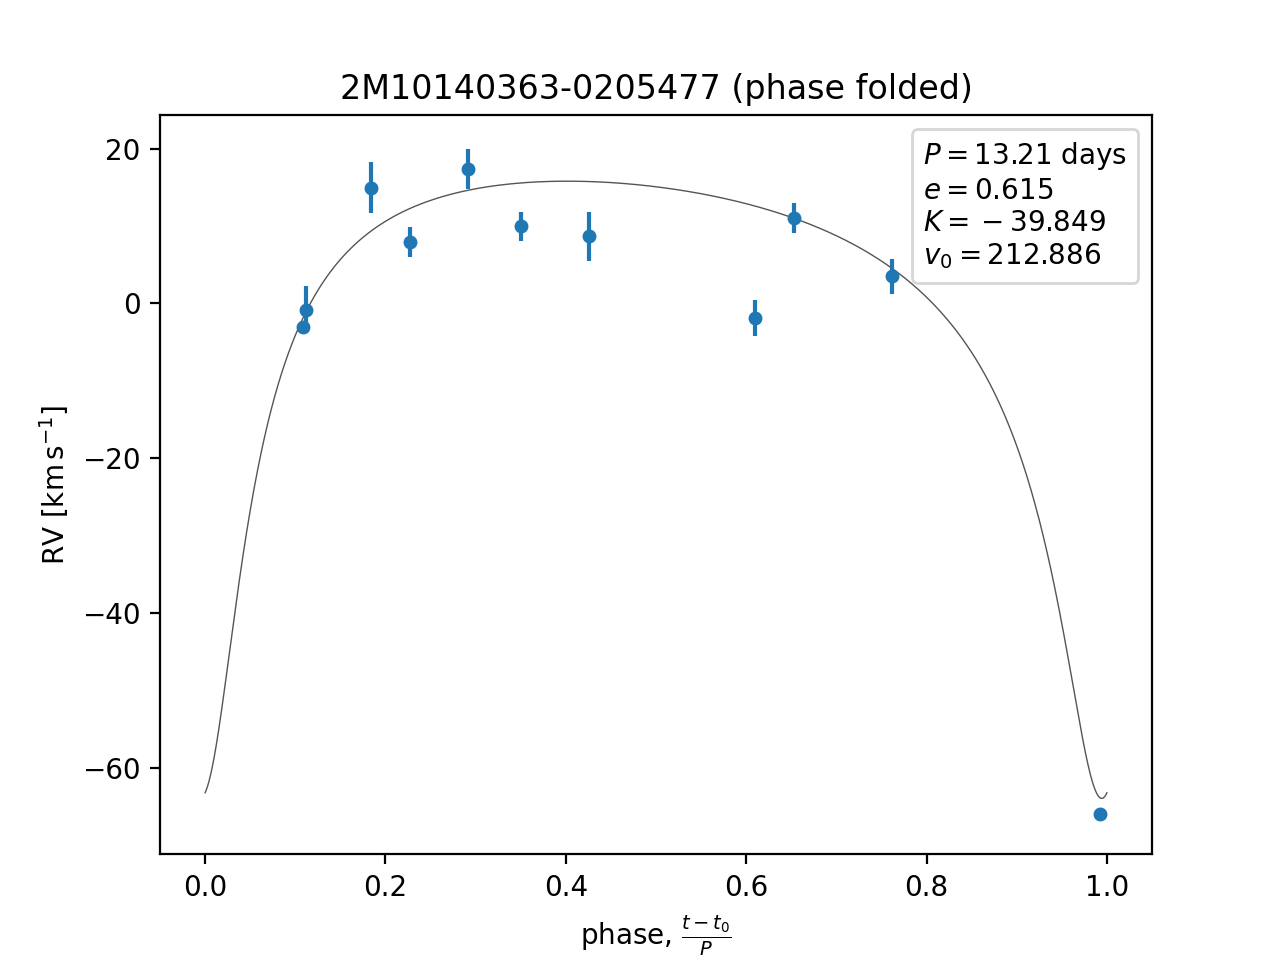 2M10140363-0205477 (phase folded)
P = 13.21 days
e = 0.615
K = −39.849
v₀ = 212.886
20
0
−20
−40
−60
RV [km s⁻¹]
0.0 0.2 0.4 0.6 0.8 1.0
phase, (t − t₀)/P